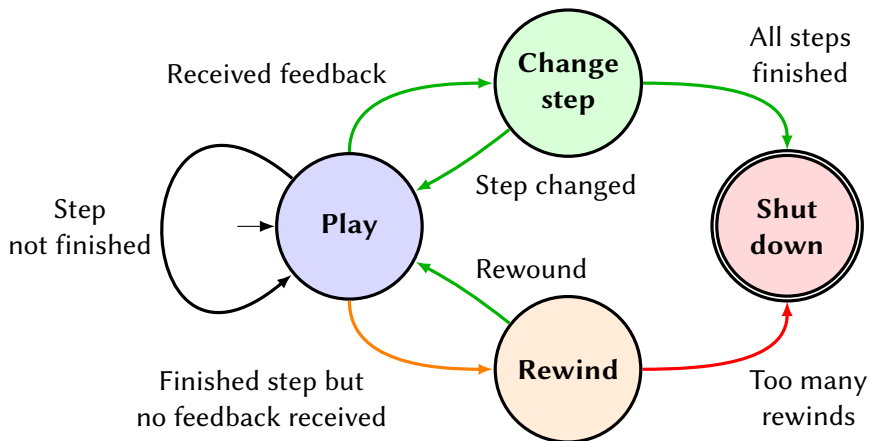 Received feedback
Change
step
All steps
finished
Step
not finished
Play
Step changed
Shut
down
Rewound
Finished step but
no feedback received
Rewind
Too many
rewinds